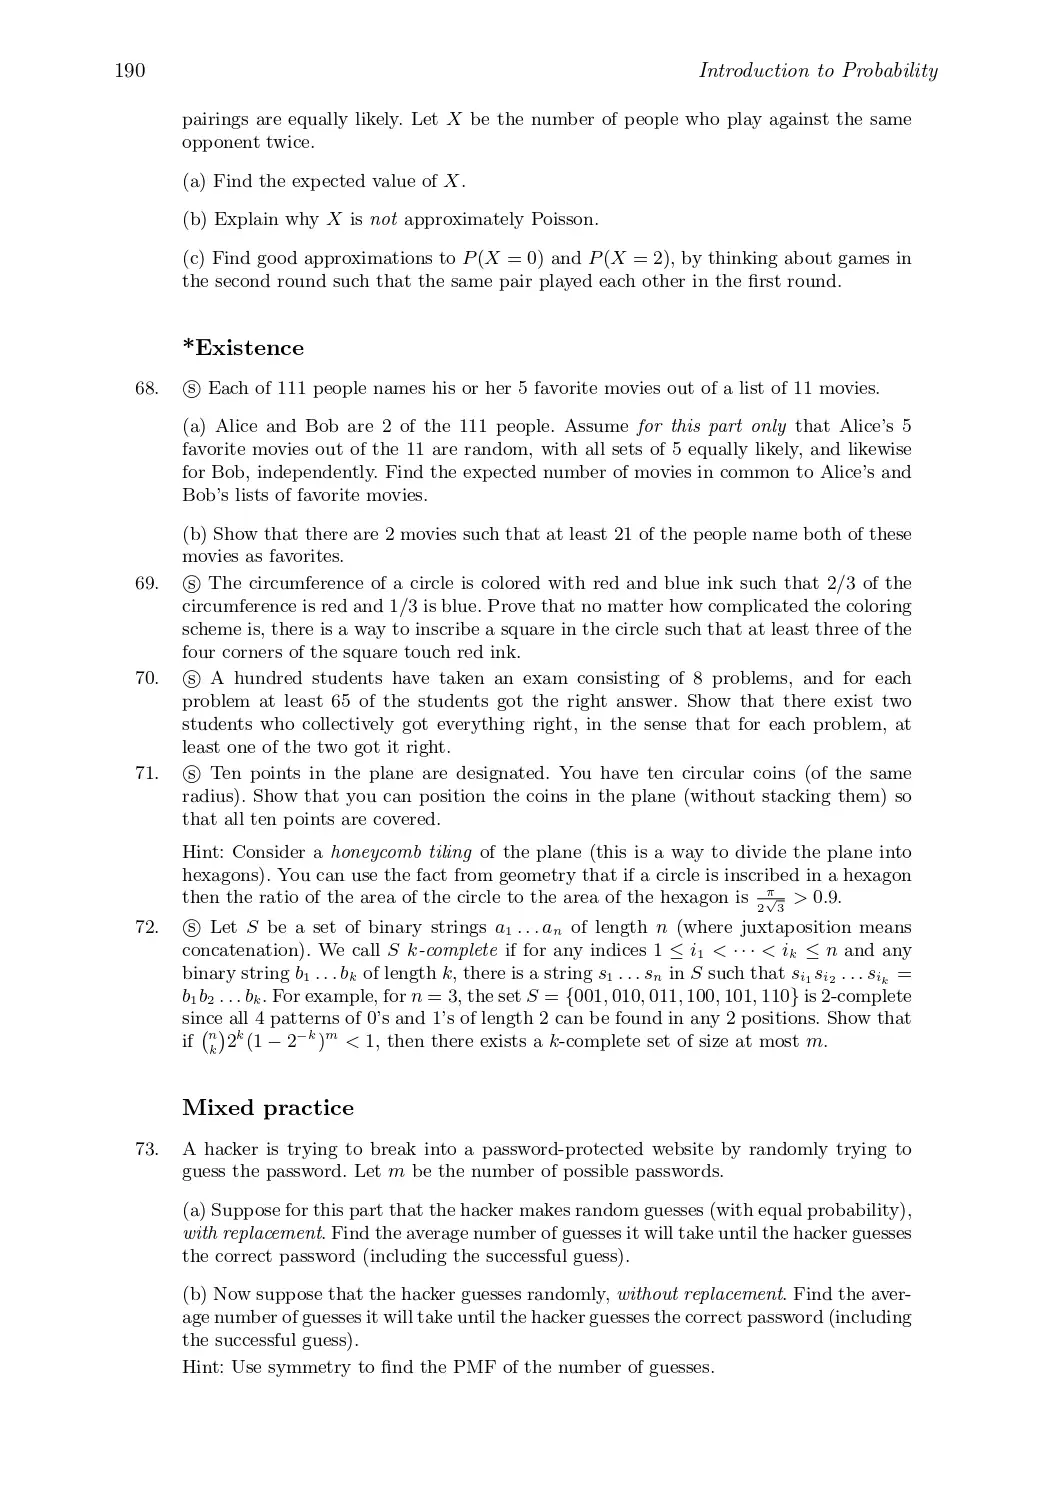 190
Introduction to Probability
pairings are equally likely. Let X be the number of people who play against the same
opponent twice.
(a) Find the expected value of X.
(b) Explain why X is not approximately Poisson.
(c) Find good approximations to P(X = 0) and P(X = 2), by thinking about games in
the second round such that the same pair played each other in the first round.
*Existence
68. Ⓢ Each of 111 people names his or her 5 favorite movies out of a list of 11 movies.
(a) Alice and Bob are 2 of the 111 people. Assume for this part only that Alice's 5
favorite movies out of the 11 are random, with all sets of 5 equally likely, and likewise
for Bob, independently. Find the expected number of movies in common to Alice's and
Bob's lists of favorite movies.
(b) Show that there are 2 movies such that at least 21 of the people name both of these
movies as favorites.
69. Ⓢ The circumference of a circle is colored with red and blue ink such that 2/3 of the
circumference is red and 1/3 is blue. Prove that no matter how complicated the coloring
scheme is, there is a way to inscribe a square in the circle such that at least three of the
four corners of the square touch red ink.
70. Ⓢ A hundred students have taken an exam consisting of 8 problems, and for each
problem at least 65 of the students got the right answer. Show that there exist two
students who collectively got everything right, in the sense that for each problem, at
least one of the two got it right.
71. Ⓢ Ten points in the plane are designated. You have ten circular coins (of the same
radius). Show that you can position the coins in the plane (without stacking them) so
that all ten points are covered.
Hint: Consider a honeycomb tiling of the plane (this is a way to divide the plane into
hexagons). You can use the fact from geometry that if a circle is inscribed in a hexagon
then the ratio of the area of the circle to the area of the hexagon is π/(2√3) > 0.9.
72. Ⓢ Let S be a set of binary strings a₁ . . . aₙ of length n (where juxtaposition means
concatenation). We call S k-complete if for any indices 1 ≤ i₁ < · · · < iₖ ≤ n and any
binary string b₁ . . . bₖ of length k, there is a string s₁ . . . sₙ in S such that s_{i₁}s_{i₂} . . . s_{iₖ} =
b₁b₂ . . . bₖ. For example, for n = 3, the set S = {001, 010, 011, 100, 101, 110} is 2-complete
since all 4 patterns of 0's and 1's of length 2 can be found in any 2 positions. Show that
if (n k)2ᵏ(1 − 2⁻ᵏ)ᵐ < 1, then there exists a k-complete set of size at most m.
Mixed practice
73. A hacker is trying to break into a password-protected website by randomly trying to
guess the password. Let m be the number of possible passwords.
(a) Suppose for this part that the hacker makes random guesses (with equal probability),
with replacement. Find the average number of guesses it will take until the hacker guesses
the correct password (including the successful guess).
(b) Now suppose that the hacker guesses randomly, without replacement. Find the aver-
age number of guesses it will take until the hacker guesses the correct password (including
the successful guess).
Hint: Use symmetry to find the PMF of the number of guesses.